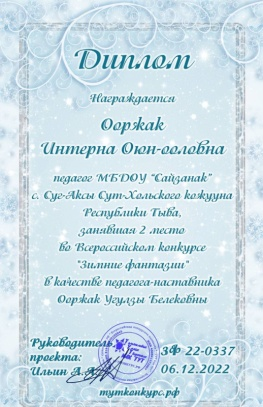 Диплом
Награждается
Ооржак
Интерна Оюн-ооловна
педагог МБДОУ "Сайзанак"
с. Суг-Аксы Сут-Хольского кожууна
Республики Тыва,
занявшая 2 место
во Всероссийском конкурсе
"Зимние фантазии"
в качестве педагога-наставника
Ооржак Угулзы Белековны
Руководитель
проекта:
Ильин А.А.
ЗФ 22-0337
06.12.2022
тутконкурс.рф